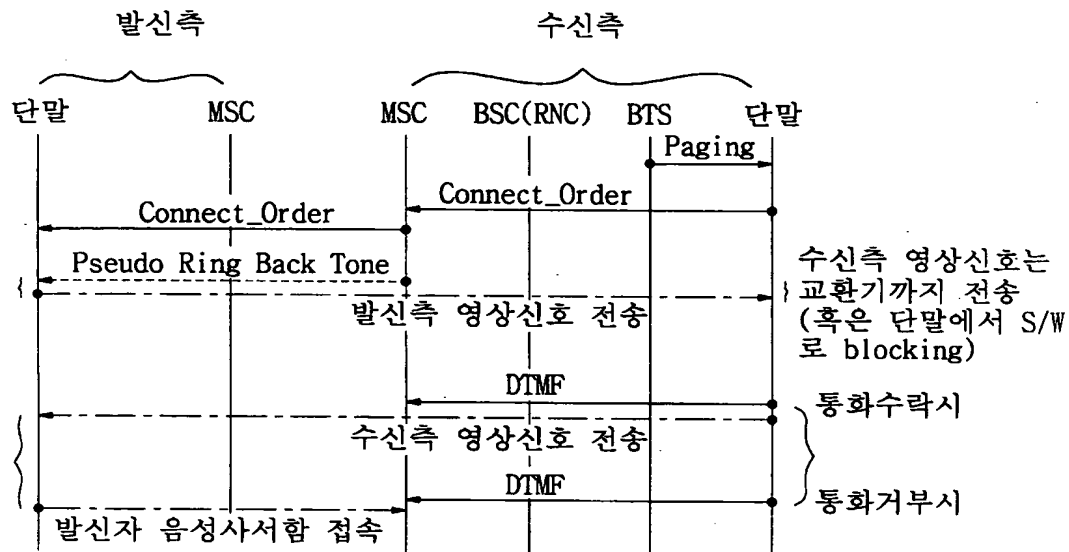 발신측
수신측
단말
MSC
MSC
BSC(RNC)
BTS
단말
Paging
Connect_Order
Connect_Order
Pseudo Ring Back Tone
발신측 영상신호 전송
수신측 영상신호는
교환기까지 전송
(혹은 단말에서 S/W
로 blocking)
DTMF
통화수락시
수신측 영상신호 전송
DTMF
통화거부시
발신자 음성사서함 접속